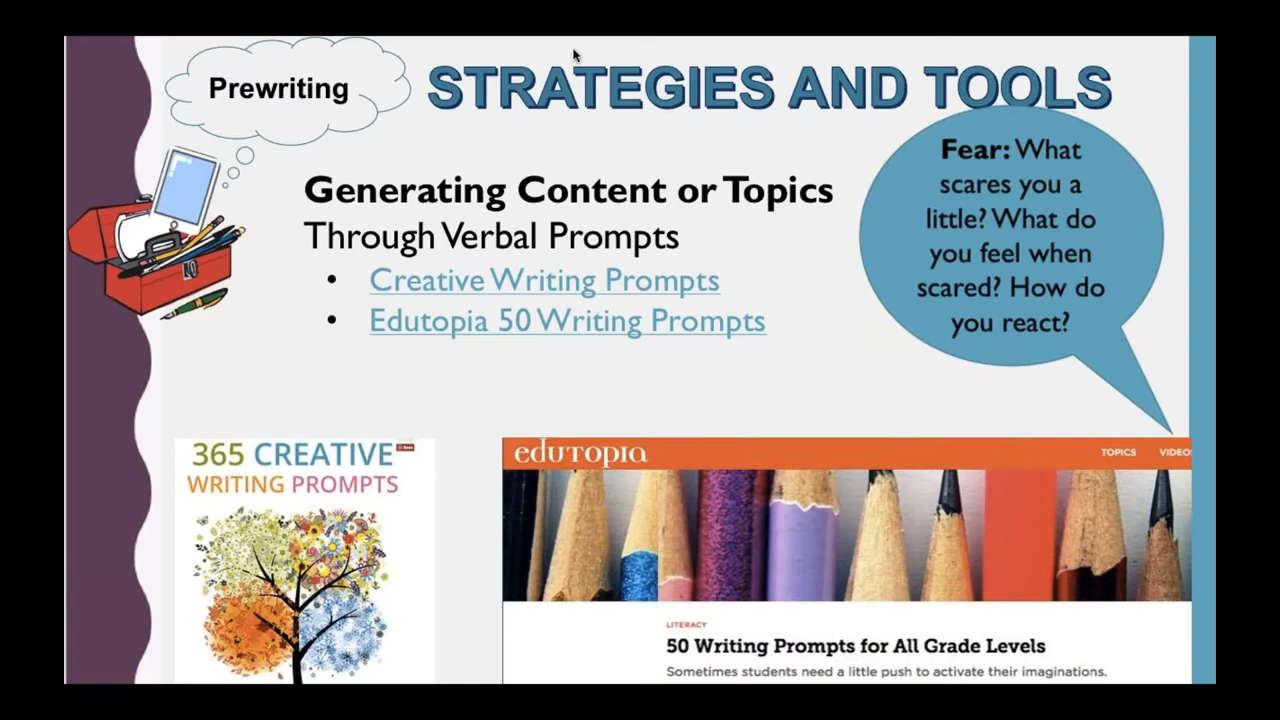 Prewriting
STRATEGIES AND TOOLS
Generating Content or Topics
Through Verbal Prompts
• Creative Writing Prompts
• Edutopia 50 Writing Prompts
Fear: What
scares you a
little? What do
you feel when
scared? How do
you react?
365 CREATIVE
WRITING PROMPTS
edutopia
TOPICS
VIDEO
LITERACY
50 Writing Prompts for All Grade Levels
Sometimes students need a little push to activate their imaginations.